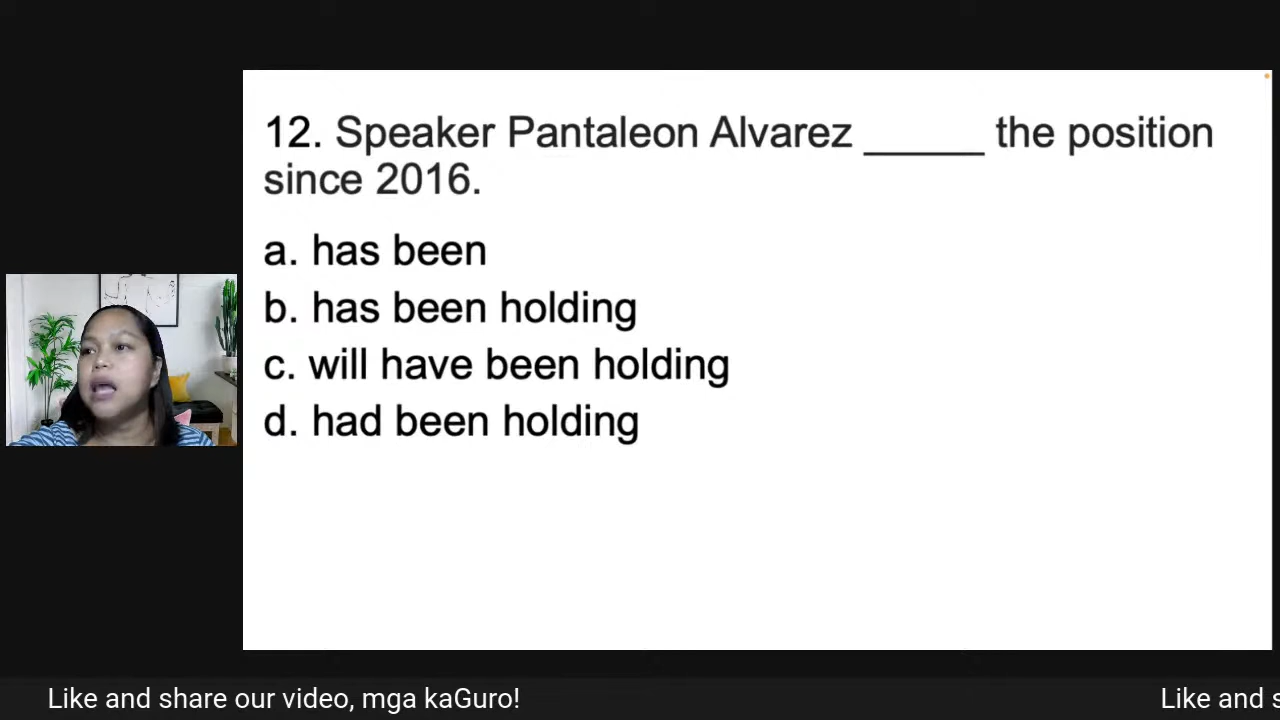 12. Speaker Pantaleon Alvarez _____ the position
since 2016.
a. has been
b. has been holding
c. will have been holding
d. had been holding
Like and share our video, mga kaGuro!
Like and s